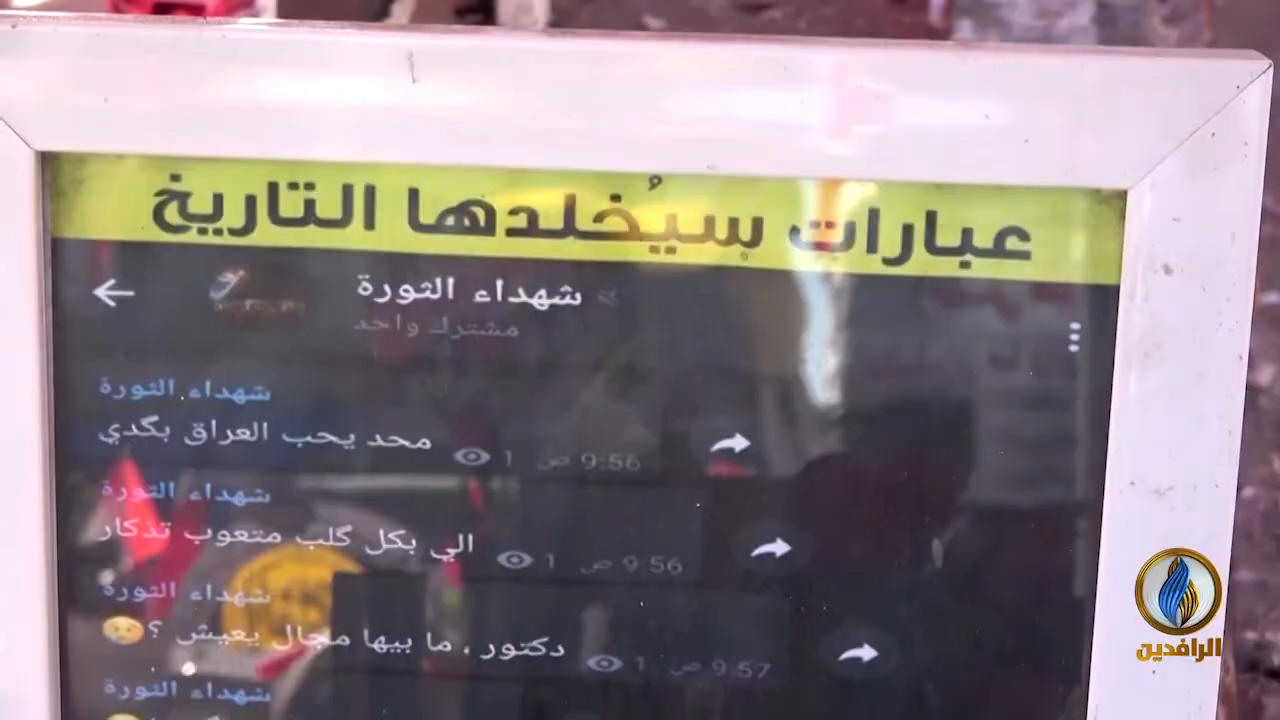 عبارات سيُخلدها التاريخ
شهداء الثورة
مشترك واحد
شهداء الثورة
محد يحب العراق بگدي
1 9:56 ص
شهداء الثورة
الي بكل گلب متعوب تذكار
1 9:56 ص
شهداء الثورة
دكتور ، ما بيها مجال يعيش ؟😢
1 9:57 ص
شهداء الثورة
الرافدين